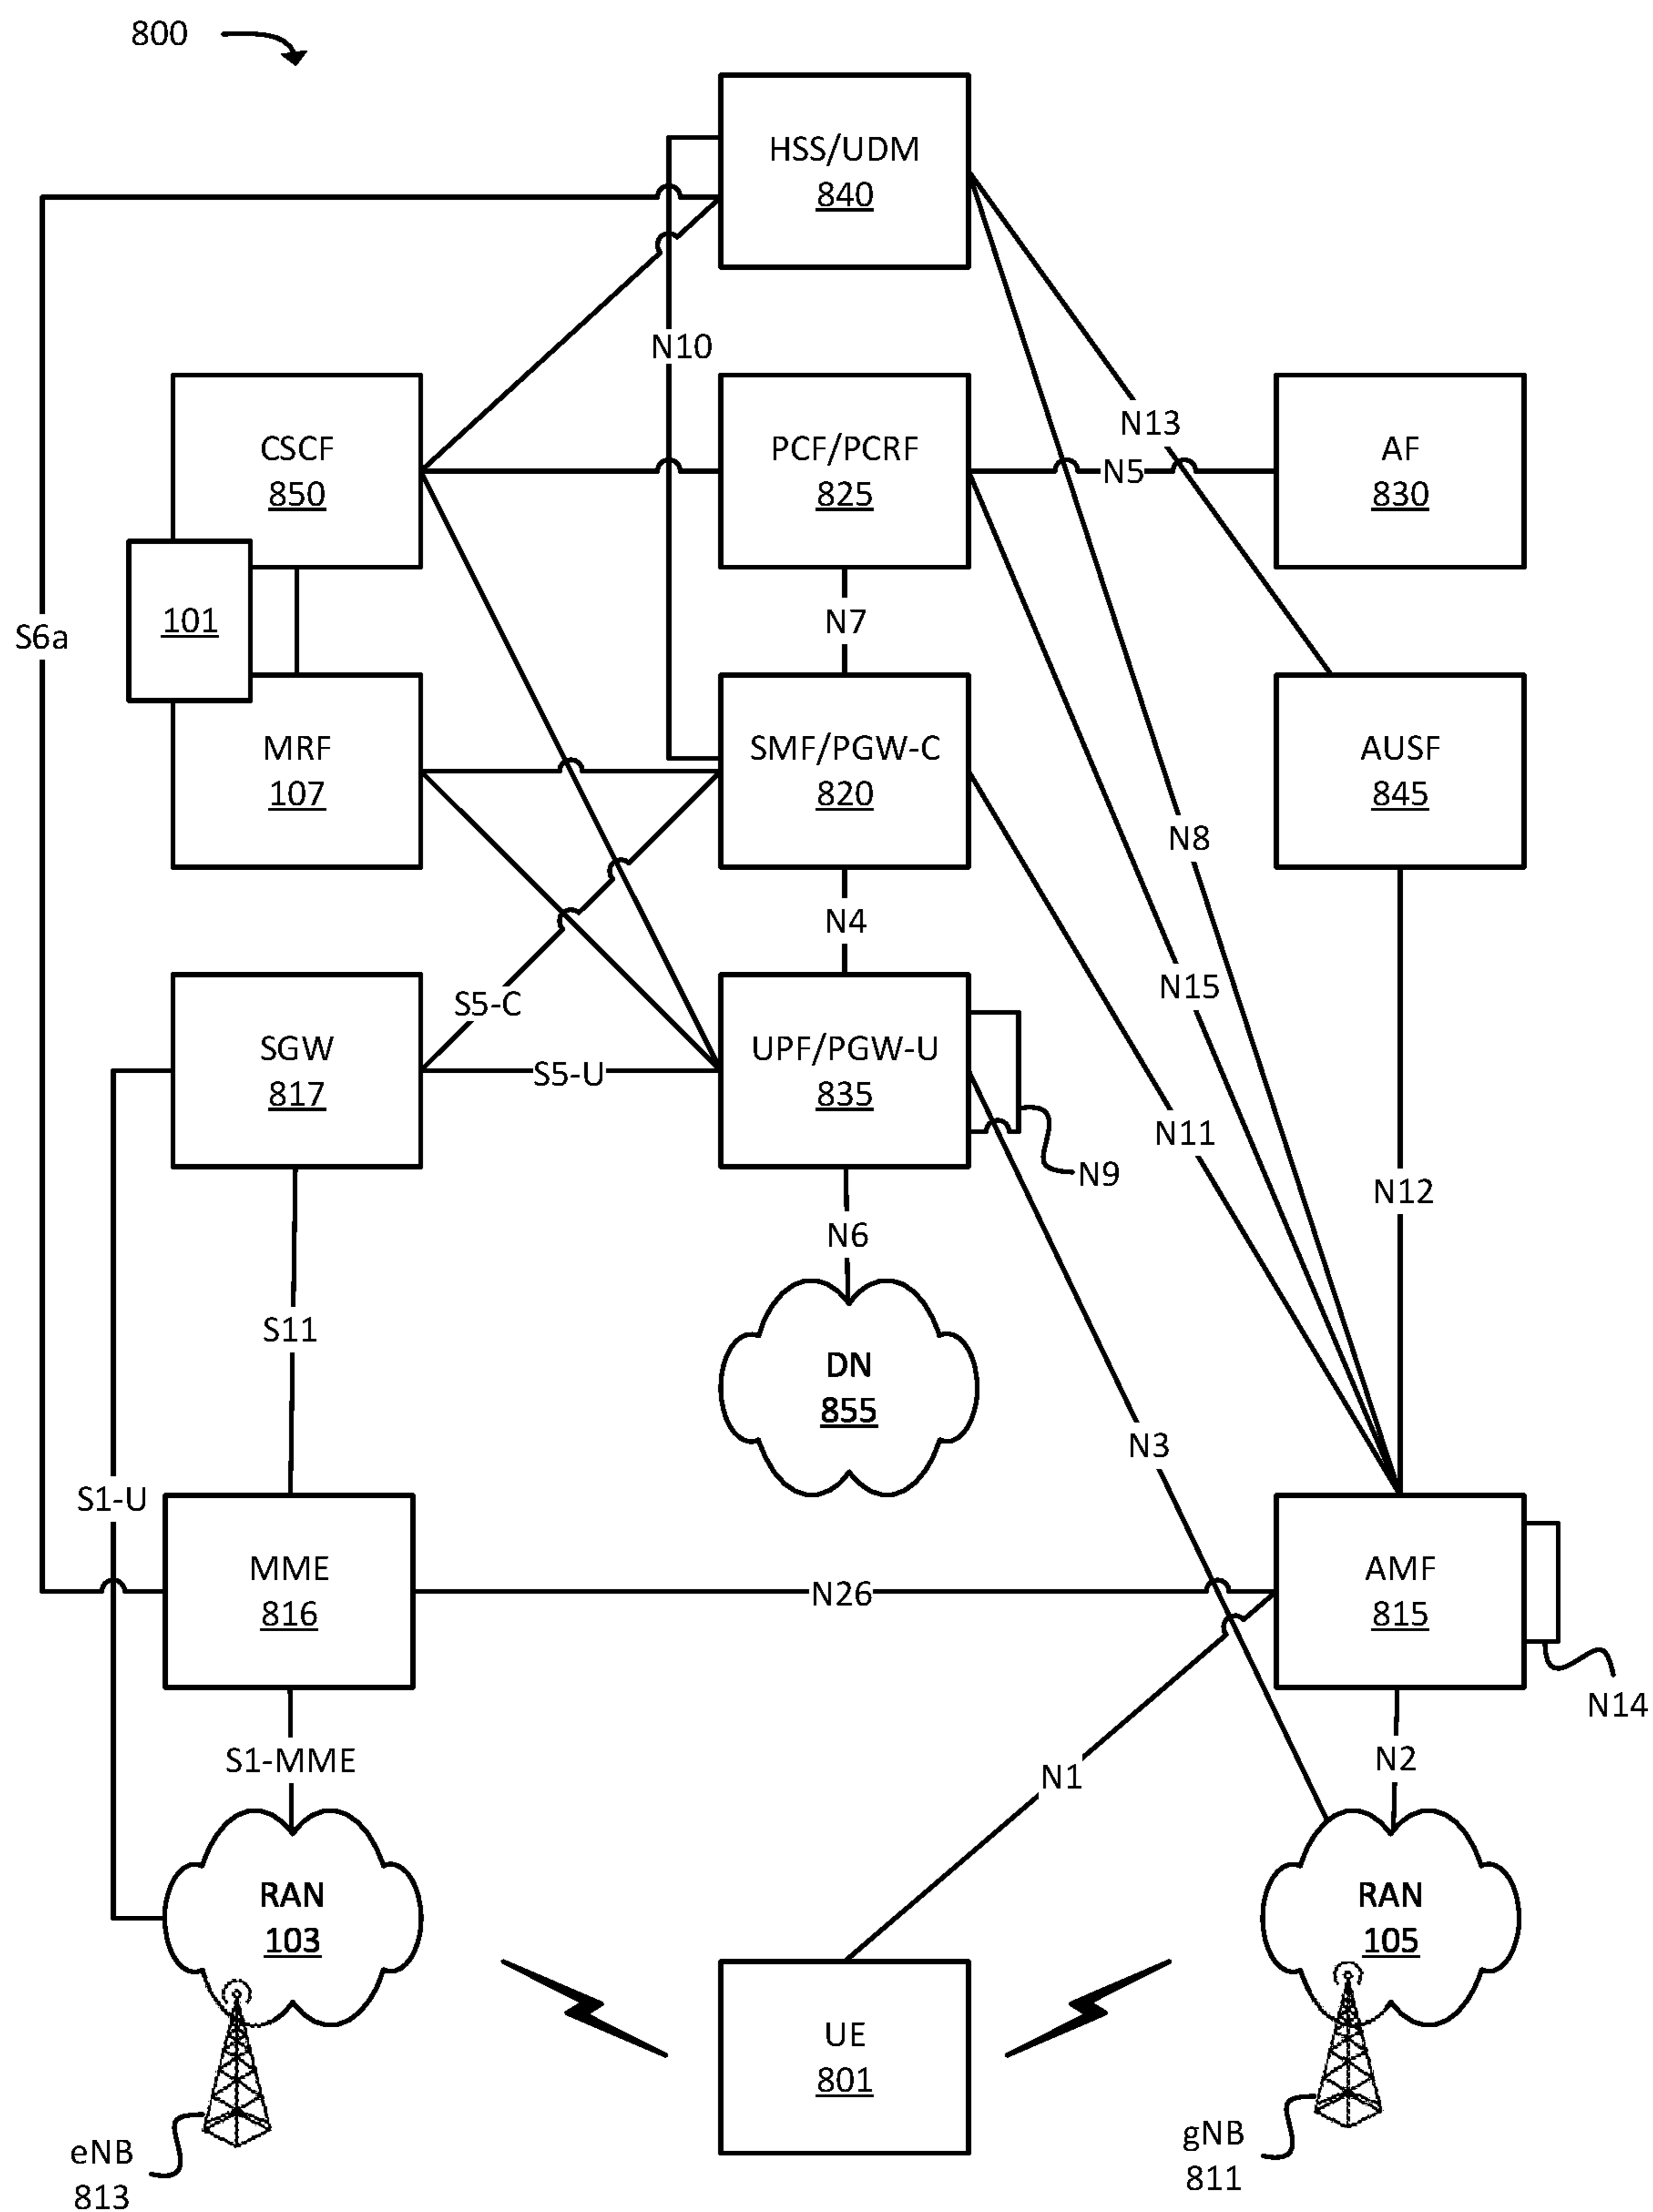 800
HSS/UDM
840
N10
CSCF
850
PCF/PCRF
825
N13
N5
AF
830
S6a
101
N7
MRF
107
SMF/PGW-C
820
N8
AUSF
845
N4
S5-C
N15
SGW
817
S5-U
UPF/PGW-U
835
N11
N9
N12
N6
S11
DN
855
N3
S1-U
MME
816
N26
AMF
815
N14
S1-MME
N1
N2
RAN
103
RAN
105
UE
801
eNB
813
gNB
811